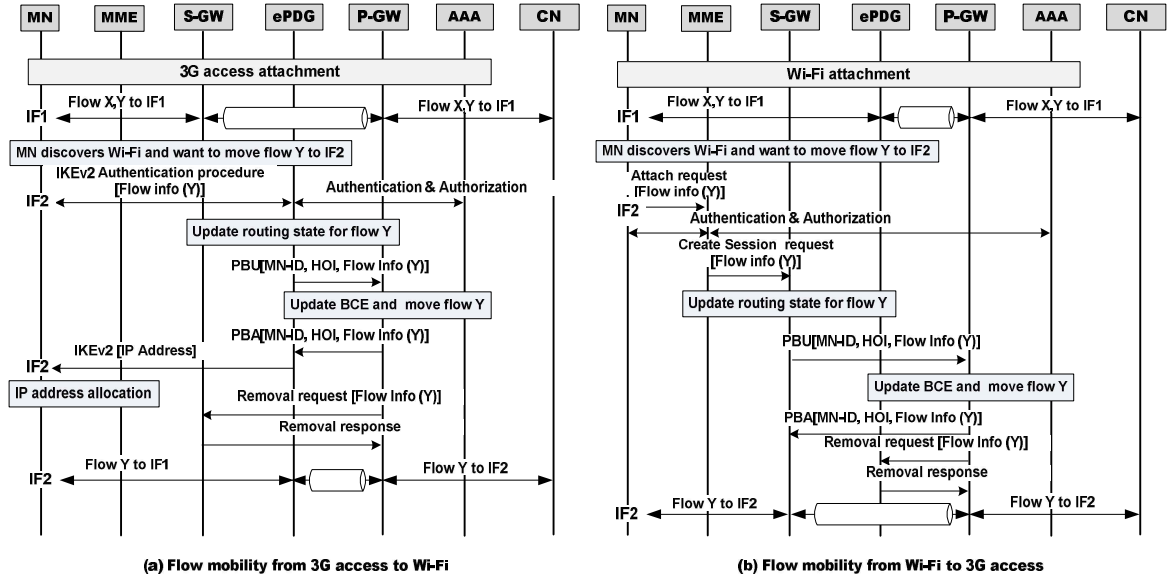 MN MME S-GW ePDG P-GW AAA CN
3G access attachment
Flow X,Y to IF1
Flow X,Y to IF1
IF1
MN discovers Wi-Fi and want to move flow Y to IF2
IKEv2 Authentication procedure
[Flow info (Y)]
Authentication & Authorization
IF2
Update routing state for flow Y
PBU[MN-ID, HOI, Flow Info (Y)]
Update BCE and move flow Y
PBA[MN-ID, HOI, Flow Info (Y)]
IKEv2 [IP Address]
IF2
IP address allocation
Removal request [Flow Info (Y)]
Removal response
Flow Y to IF1
Flow Y to IF2
IF2
(a) Flow mobility from 3G access to Wi-Fi
MN MME S-GW ePDG P-GW AAA CN
Wi-Fi attachment
Flow X,Y to IF1
Flow X,Y to IF1
IF1
MN discovers Wi-Fi and want to move flow Y to IF2
Attach request
[Flow info (Y)]
IF2
Authentication & Authorization
Create Session request
[Flow info (Y)]
Update routing state for flow Y
PBU[MN-ID, HOI, Flow Info (Y)]
Update BCE and move flow Y
PBA[MN-ID, HOI, Flow Info (Y)]
Removal request [Flow Info (Y)]
Removal response
Flow Y to IF2
Flow Y to IF2
IF2
(b) Flow mobility from Wi-Fi to 3G access